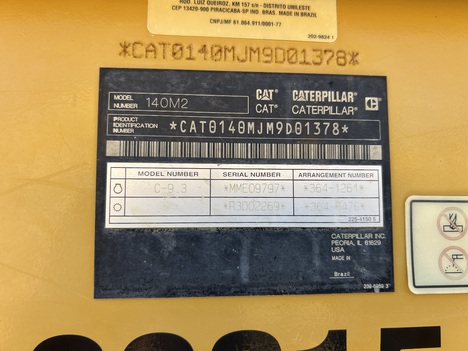 ROD. LUIZ QUEIROZ, KM 157 s/n - DISTRITO UNILESTE
CEP 13420-900 PIRACICABA-SP IND. BRAS. MADE IN BRAZIL
CNPJ/MF 61 064 911/0001-77
*CAT0140MJM9D01378*
MODEL NUMBER 140M2 CAT CATERPILLAR
CAT® CATERPILLAR®
PRODUCT IDENTIFICATION NUMBER *CAT0140MJM9D01378*
MODEL NUMBER SERIAL NUMBER ARRANGEMENT NUMBER
C-9.3 *MME09797* *364-1261*
CATERPILLAR INC.
PEORIA, IL 61629
USA
MADE IN
Brazil